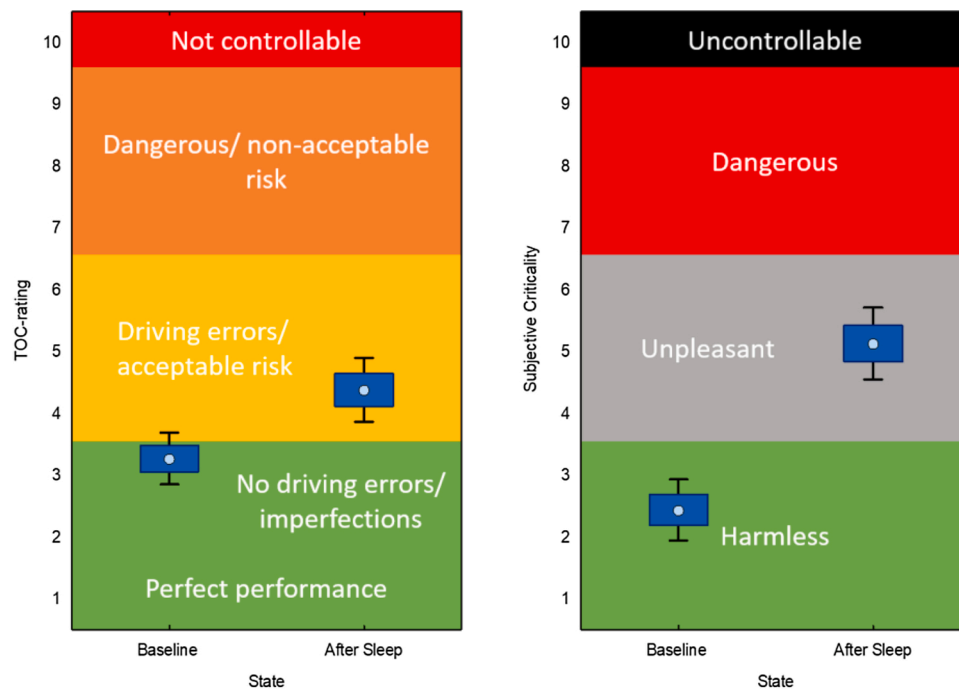 TOC-rating
10
9
8
7
6
5
4
3
2
1
Not controllable
Dangerous/ non-acceptable
risk
Driving errors/
acceptable risk
No driving errors/
imperfections
Perfect performance
Baseline
After Sleep
State
Subjective Criticality
10
9
8
7
6
5
4
3
2
1
Uncontrollable
Dangerous
Unpleasant
Harmless
Baseline
After Sleep
State